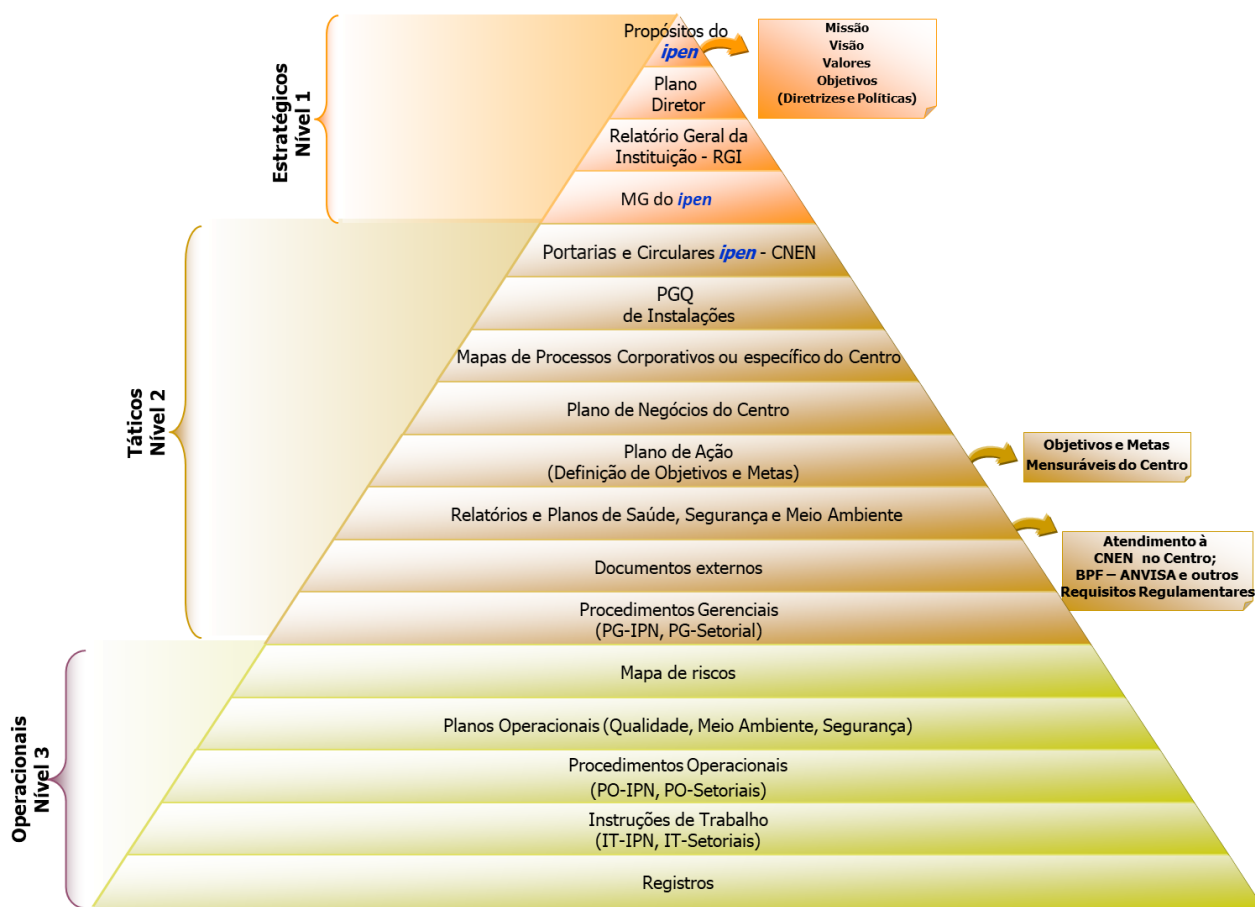 Propósitos do
ipen
Missão
Visão
Valores
Objetivos
(Diretrizes e Políticas)
Estratégicos
Nível 1
Plano
Diretor
Relatório Geral da
Instituição - RGI
MG do ipen
Táticos
Nível 2
Portarias e Circulares ipen - CNEN
PGQ
de Instalações
Mapas de Processos Corporativos ou específico do Centro
Plano de Negócios do Centro
Plano de Ação
(Definição de Objetivos e Metas)
Objetivos e Metas
Mensuráveis do Centro
Relatórios e Planos de Saúde, Segurança e Meio Ambiente
Atendimento à
CNEN no Centro;
BPF – ANVISA e outros
Requisitos Regulamentares
Documentos externos
Procedimentos Gerenciais
(PG-IPN, PG-Setorial)
Operacionais
Nível 3
Mapa de riscos
Planos Operacionais (Qualidade, Meio Ambiente, Segurança)
Procedimentos Operacionais
(PO-IPN, PO-Setoriais)
Instruções de Trabalho
(IT-IPN, IT-Setoriais)
Registros